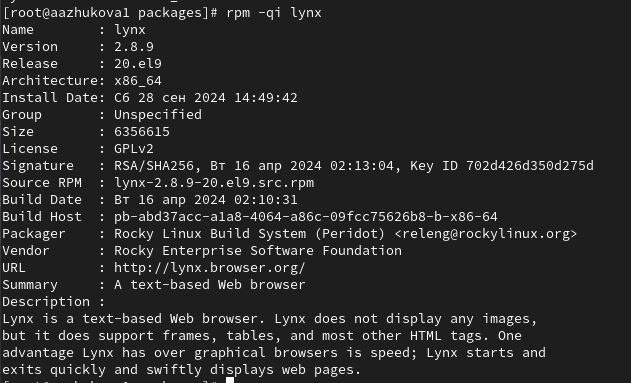 [root@aazhukova1 packages]# rpm -qi lynx
Name        : lynx
Version     : 2.8.9
Release     : 20.el9
Architecture: x86_64
Install Date: Сб 28 сен 2024 14:49:42
Group       : Unspecified
Size        : 6356615
License     : GPLv2
Signature   : RSA/SHA256, Вт 16 апр 2024 02:13:04, Key ID 702d426d350d275d
Source RPM  : lynx-2.8.9-20.el9.src.rpm
Build Date  : Вт 16 апр 2024 02:10:31
Build Host  : pb-abd37acc-a1a8-4064-a86c-09fcc75626b8-b-x86-64
Packager    : Rocky Linux Build System (Peridot) <releng@rockylinux.org>
Vendor      : Rocky Enterprise Software Foundation
URL         : http://lynx.browser.org/
Summary     : A text-based Web browser
Description :
Lynx is a text-based Web browser. Lynx does not display any images,
but it does support frames, tables, and most other HTML tags. One
advantage Lynx has over graphical browsers is speed; Lynx starts and
exits quickly and swiftly displays web pages.
[root@aazhukova1 packages]#